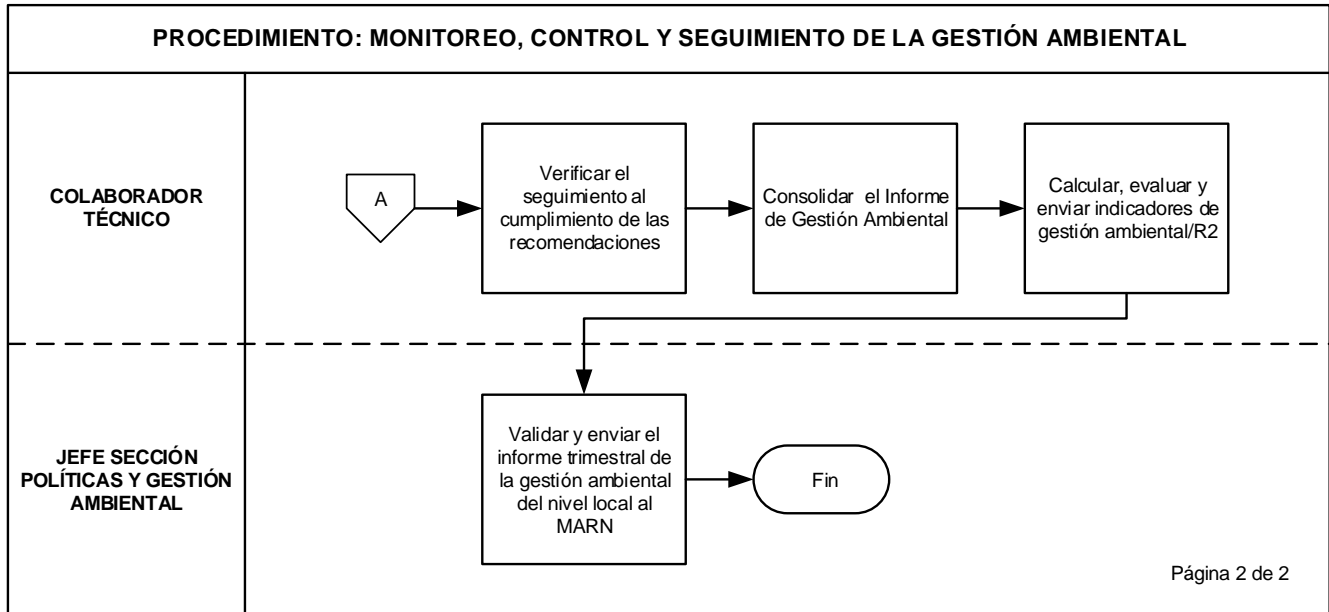 PROCEDIMIENTO: MONITOREO, CONTROL Y SEGUIMIENTO DE LA GESTIÓN AMBIENTAL
COLABORADOR
TÉCNICO
A
Verificar el
seguimiento al
cumplimiento de las
recomendaciones
Consolidar el Informe
de Gestión Ambiental
Calcular, evaluar y
enviar indicadores de
gestión ambiental/R2
JEFE SECCIÓN
POLÍTICAS Y GESTIÓN
AMBIENTAL
Validar y enviar el
informe trimestral de
la gestión ambiental
del nivel local al
MARN
Fin
Página 2 de 2